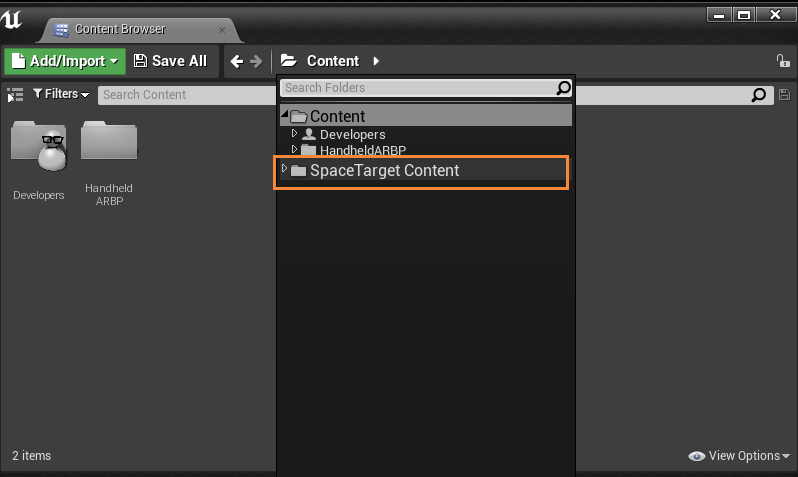 Content Browser
Add/Import
Save All
Content
Search Folders
Filters
Search Content
Content
Developers
HandheldARBP
SpaceTarget Content
Developers
Handheld
ARBP
2 items
View Options